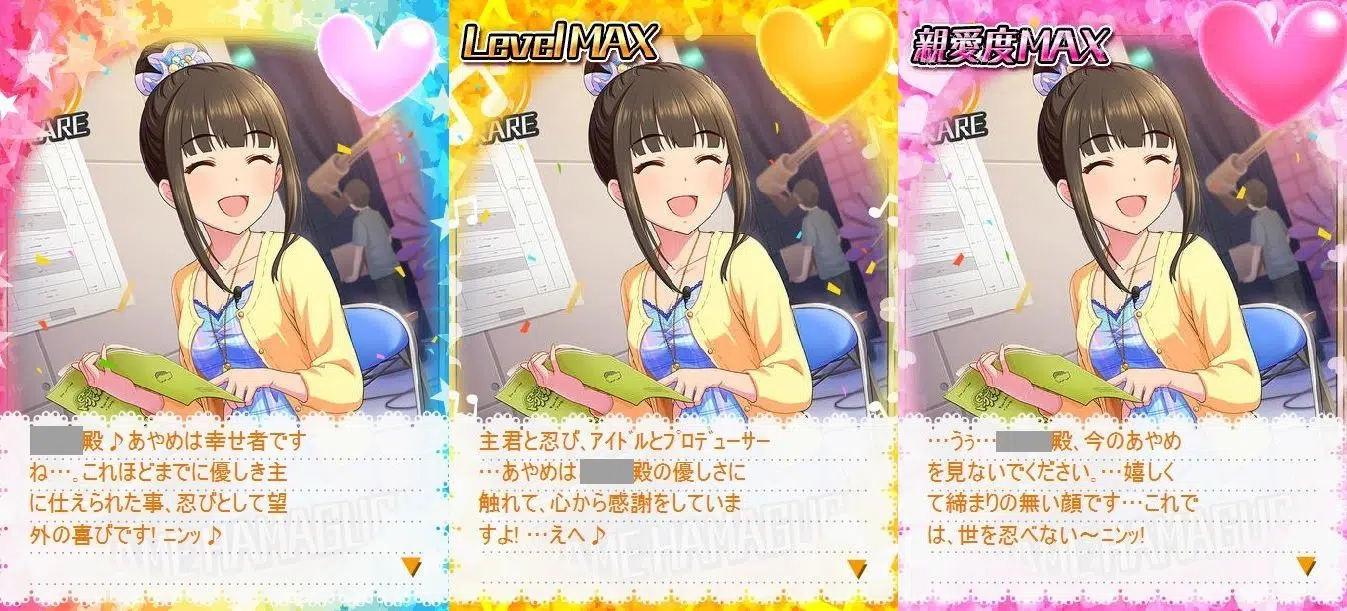 RARE
殿♪あやめは幸せ者です
ね…。これほどまでに優しき主
に仕えられた事、忍びとして望
外の喜びです! ニンッ♪
Level MAX
RARE
主君と忍び、アイドルとプロデューサー
…あやめは 殿の優しさに
触れて、心から感謝をしていま
すよ! …えへ♪
親愛度MAX
RARE
…うぅ… 殿、今のあやめ
を見ないでください。…嬉しく
て締まりの無い顔です…これで
は、世を忍べない～ニンッ!